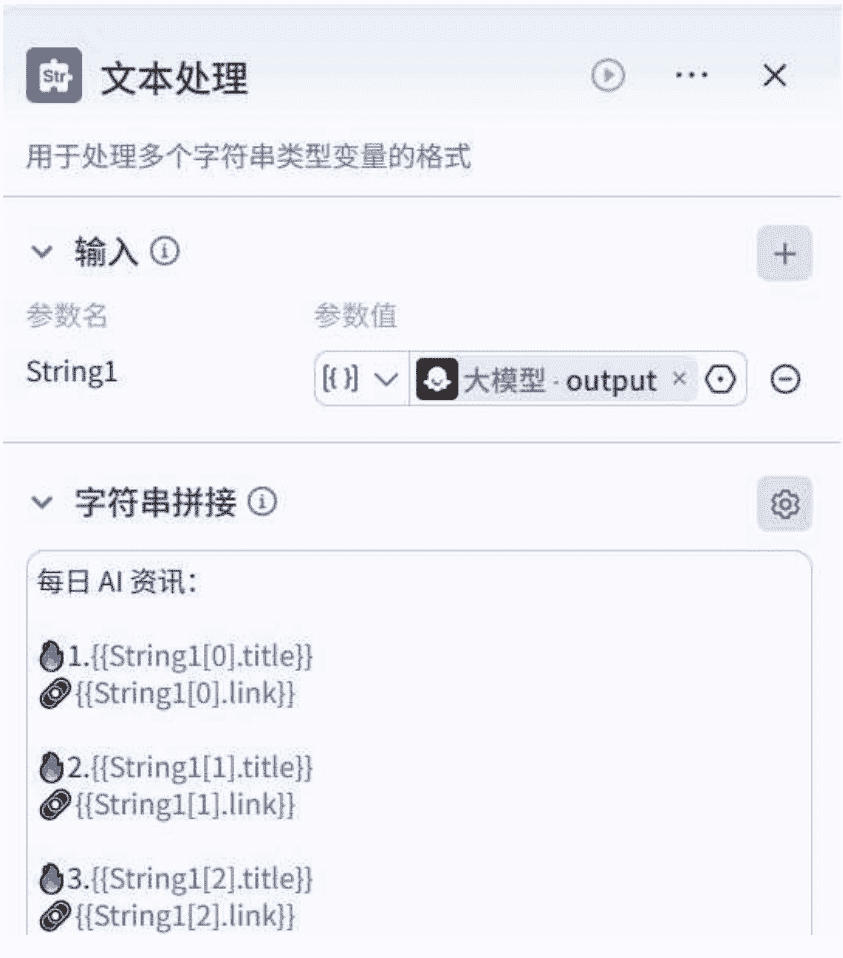 Str
文本处理
用于处理多个字符串类型变量的格式
输入
参数名 参数值
String1 [{}] 大模型 · output
字符串拼接
每日 AI 资讯：
🔥1.{{String1[0].title}}
🔗{{String1[0].link}}
🔥2.{{String1[1].title}}
🔗{{String1[1].link}}
🔥3.{{String1[2].title}}
🔗{{String1[2].link}}